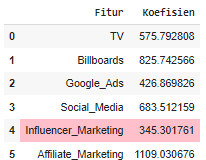 Fitur Koefisien
0 TV 575.792808
1 Billboards 825.742566
2 Google_Ads 426.869826
3 Social_Media 683.512159
4 Influencer_Marketing 345.301761
5 Affiliate_Marketing 1109.030676